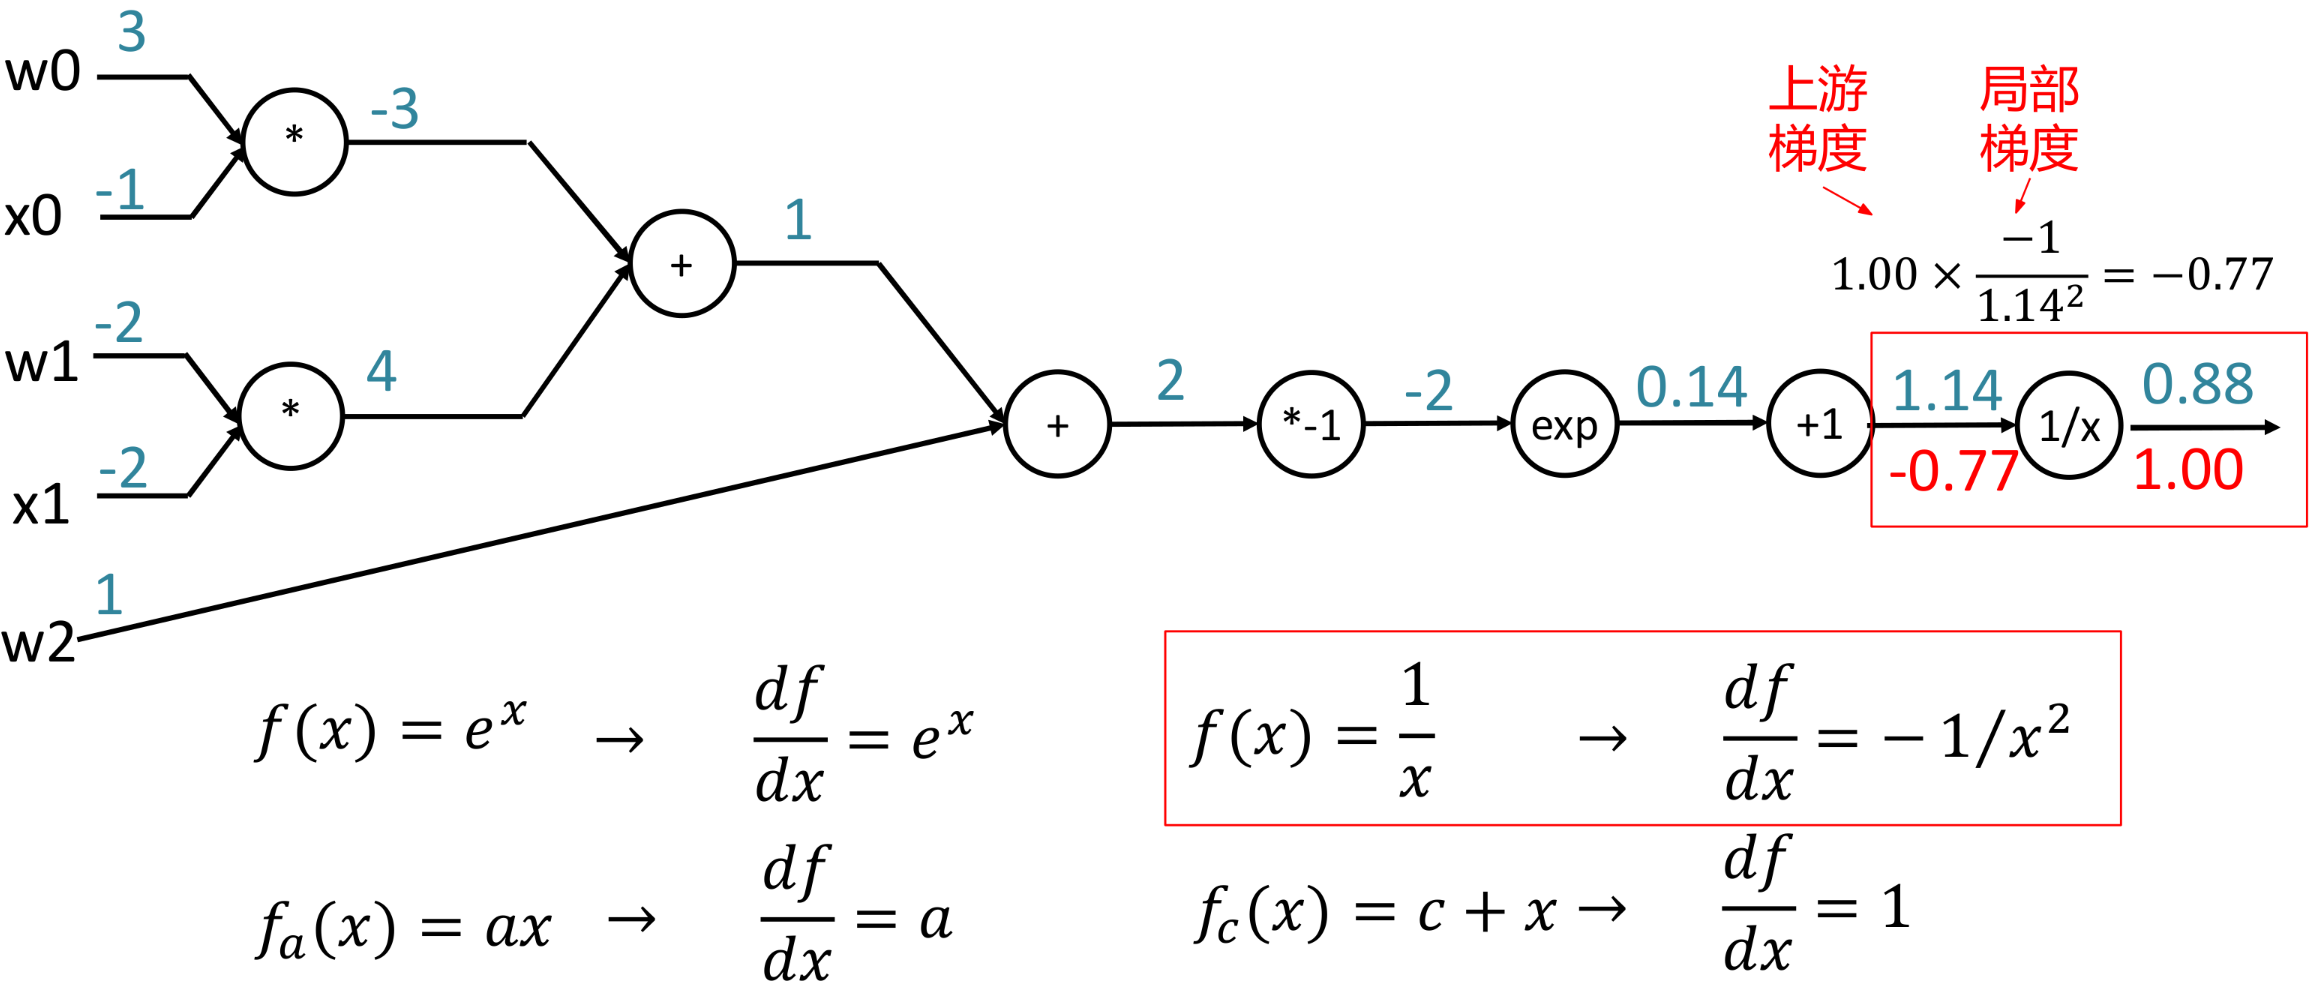 3
w0
*
-3
-1
x0
+
1
-2
w1
*
4
-2
x1
1
w2
+
2
*-1
-2
exp
0.14
+1
1.14
-0.77
1/x
0.88
1.00
上游
梯度
局部
梯度
1.00 × −1/1.14² = −0.77
f(x) = eˣ → df/dx = eˣ
f(x) = 1/x → df/dx = −1/x²
fₐ(x) = ax → df/dx = a
f_c(x) = c + x → df/dx = 1